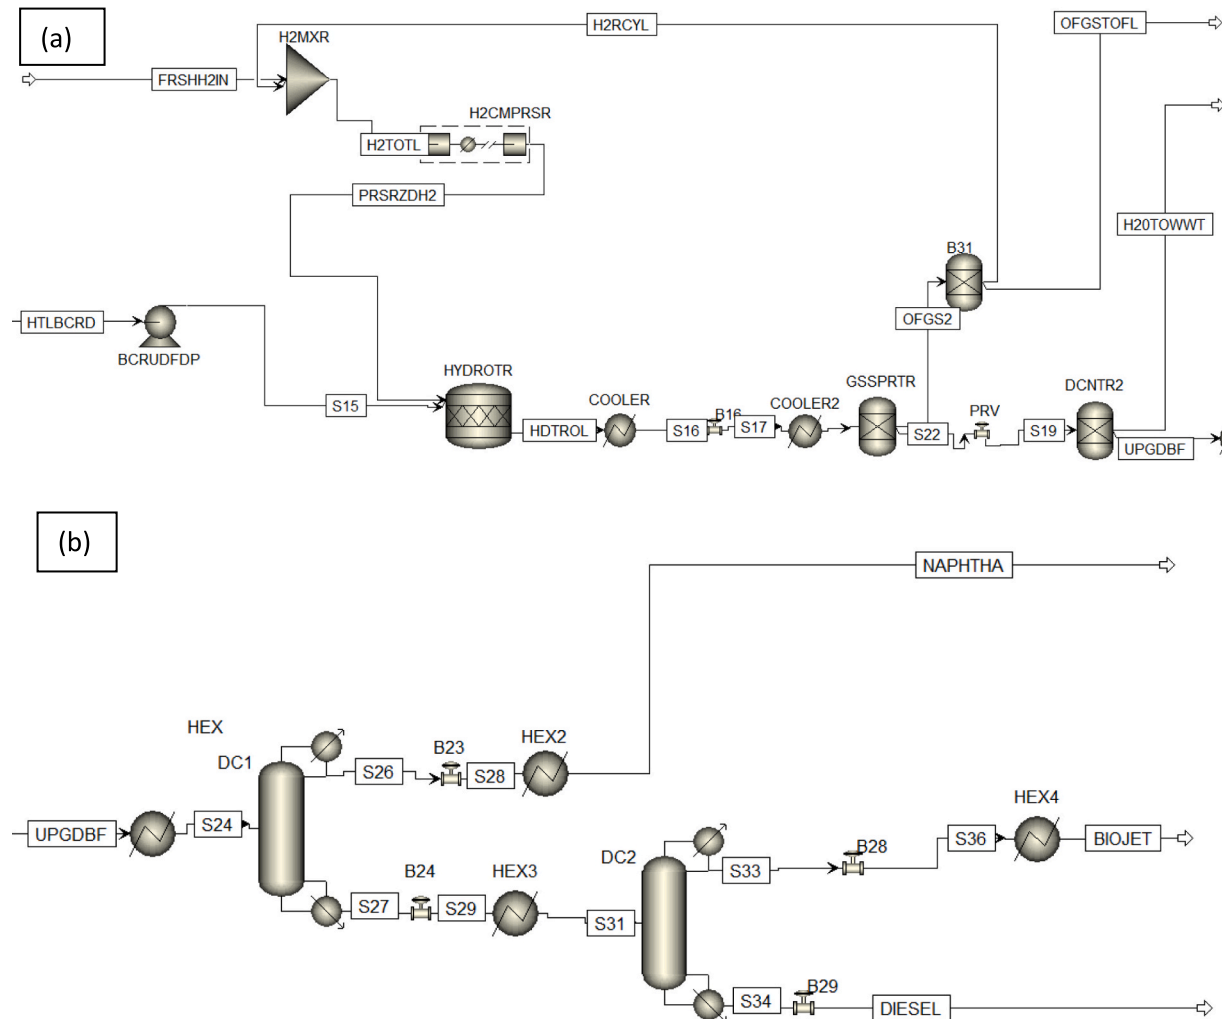 (a)
H2RCYL
OFGSTOFL
H2MXR
FRSHH2IN
H2CMPRSR
H2TOTL
PRSRZDH2
H20TOWWT
B31
HTLBCRD
OFGS2
BCRUDFDP
HYDROTR
GSSPRTR
DCNTR2
COOLER
S15
B16
COOLER2
PRV
HDTROL
S16
S17
S22
S19
UPGDBF
(b)
NAPHTHA
HEX
DC1
B23
HEX2
S26
S28
HEX4
UPGDBF
S24
S36
BIOJET
B28
DC2
S33
B24
HEX3
S27
S29
S31
S34
B29
DIESEL